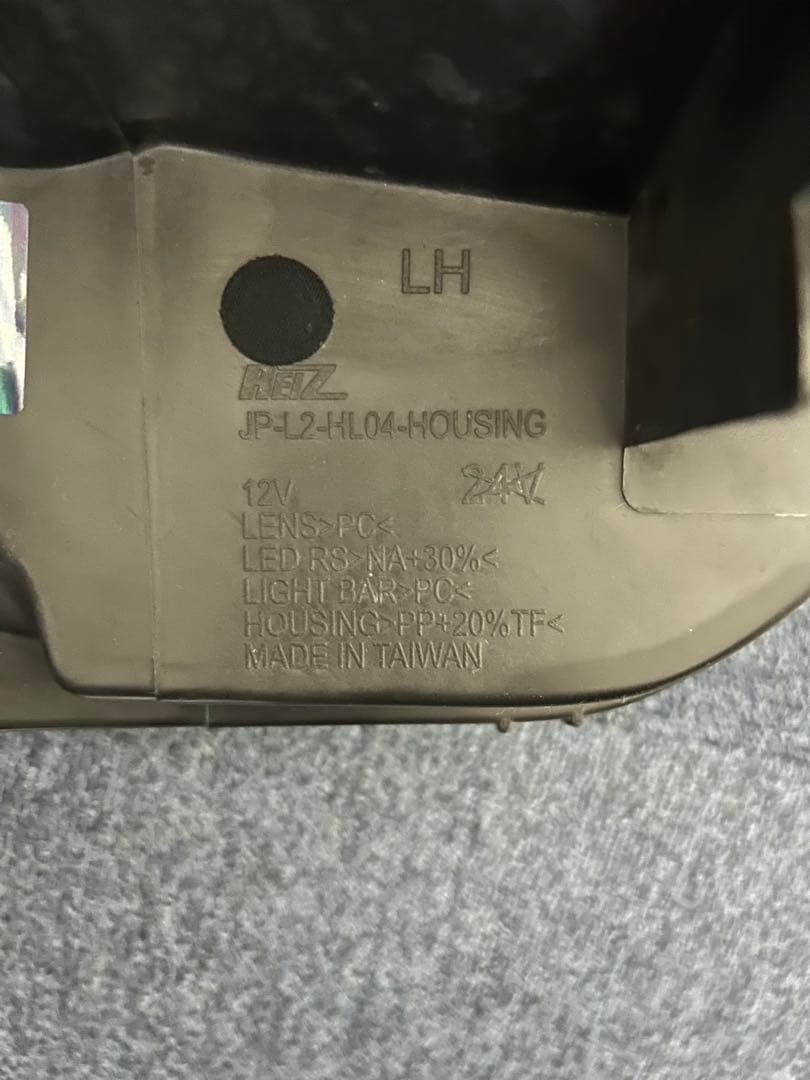 LH
REIZ
JP-L2-HL04-HOUSING
12V 24V
LENS>PC<
LED RS>NA+30%<
LIGHT BAR>PC<
HOUSING>PP+20%TF<
MADE IN TAIWAN